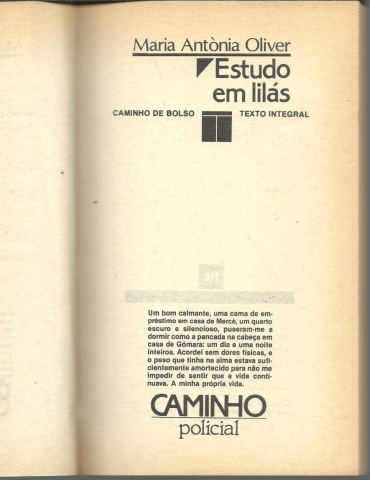 Maria Antònia Oliver
Estudo
em lilás
CAMINHO DE BOLSO TEXTO INTEGRAL
Um bom calmante, uma cama de em-
préstimo em casa de Mercè, um quarto
escuro e silencioso, puseram-me a
dormir como a pancada na cabeça em
casa de Gómara: um dia e uma noite
inteiros. Acordei sem dores físicas, e
o peso que tinha na alma estava sufi-
cientemente amortecido para não me
impedir de sentir que a vida conti-
nuava. A minha própria vida.
CAMINHO
policial